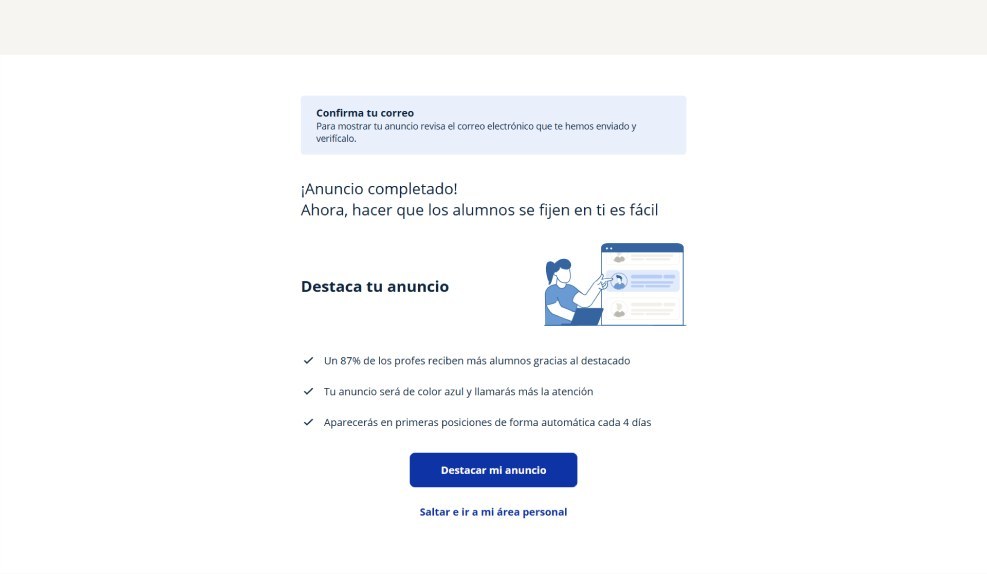 Confirma tu correo
Para mostrar tu anuncio revisa el correo electrónico que te hemos enviado y
verifícalo.
¡Anuncio completado!
Ahora, hacer que los alumnos se fijen en ti es fácil
Destaca tu anuncio
Un 87% de los profes reciben más alumnos gracias al destacado
Tu anuncio será de color azul y llamarás más la atención
Aparecerás en primeras posiciones de forma automática cada 4 días
Destacar mi anuncio
Saltar e ir a mi área personal